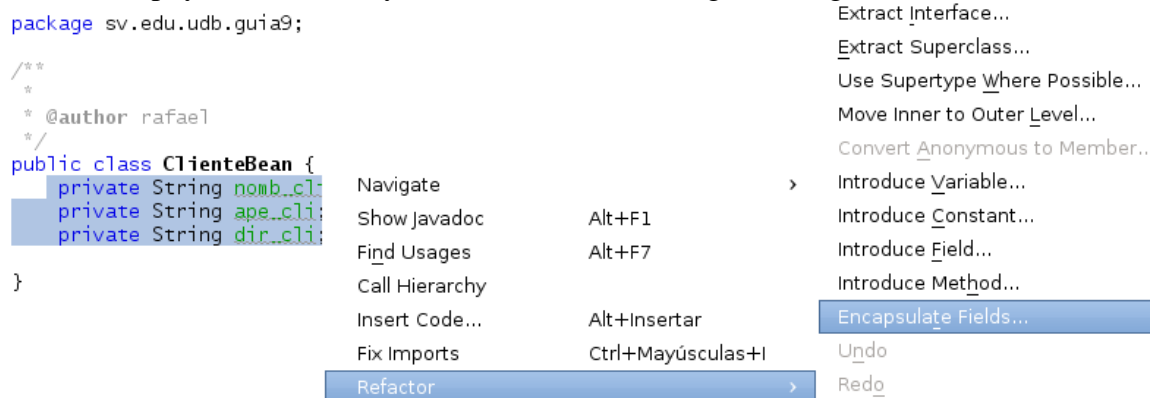 package sv.edu.udb.guia9;
/**
*
* @author rafael
*/
public class ClienteBean {
private String nomb_cli
private String ape_cli;
private String dir_cli;
}
Navigate >
Show Javadoc Alt+F1
Find Usages Alt+F7
Call Hierarchy
Insert Code... Alt+Insertar
Fix Imports Ctrl+Mayúsculas+I
Refactor >
Extract Interface...
Extract Superclass...
Use Supertype Where Possible...
Move Inner to Outer Level...
Convert Anonymous to Member..
Introduce Variable...
Introduce Constant...
Introduce Field...
Introduce Method...
Encapsulate Fields...
Undo
Redo